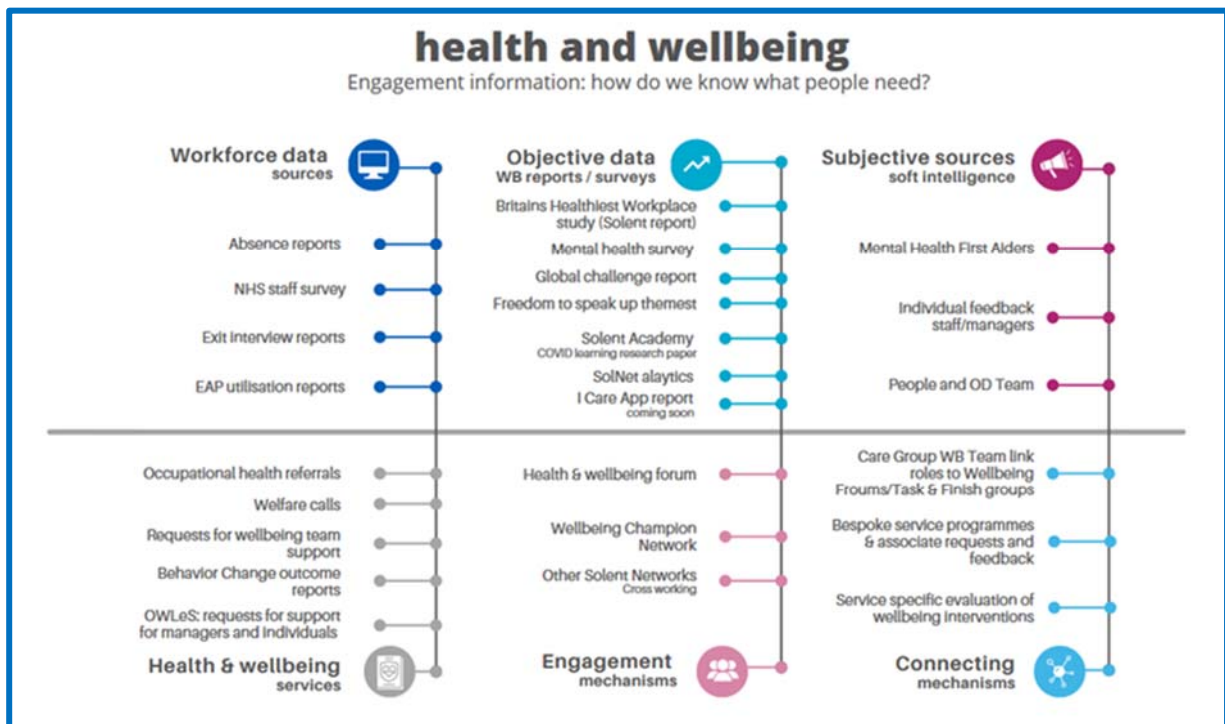 health and wellbeing
Engagement information: how do we know what people need?
Workforce data
sources
Absence reports
NHS staff survey
Exit interview reports
EAP utilisation reports
Objective data
WB reports / surveys
Britains Healthiest Workplace
study (Solent report)
Mental health survey
Global challenge report
Freedom to speak up themest
Solent Academy
COVID learning research paper
SolNet alaytics
I Care App report
coming soon
Subjective sources
soft intelligence
Mental Health First Aiders
Individual feedback
staff/managers
People and OD Team
Occupational health referrals
Welfare calls
Requests for wellbeing team
support
Behavior Change outcome
reports
OWLeS: requests for support
for managers and individuals
Health & wellbeing
services
Health & wellbeing forum
Wellbeing Champion
Network
Other Solent Networks
Cross working
Engagement
mechanisms
Care Group WB Team link
roles to Wellbeing
Froums/Task & Finish groups
Bespoke service programmes
& associate requests and
feedback
Service specific evaluation of
wellbeing interventions
Connecting
mechanisms